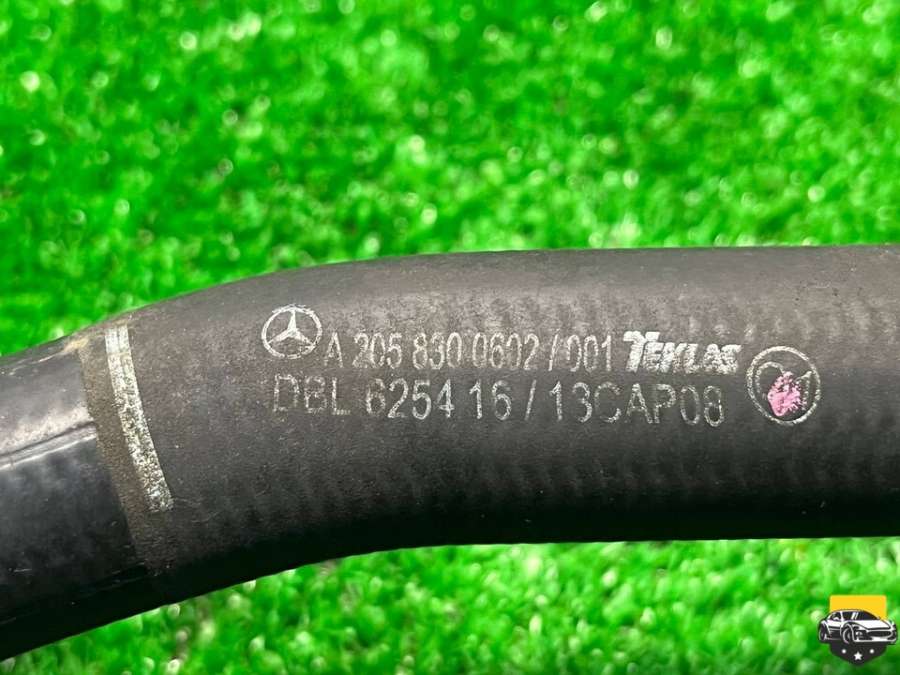 A 205 830 0602 / 001 TEKLAS
DBL 6254 16 / 13CAP08